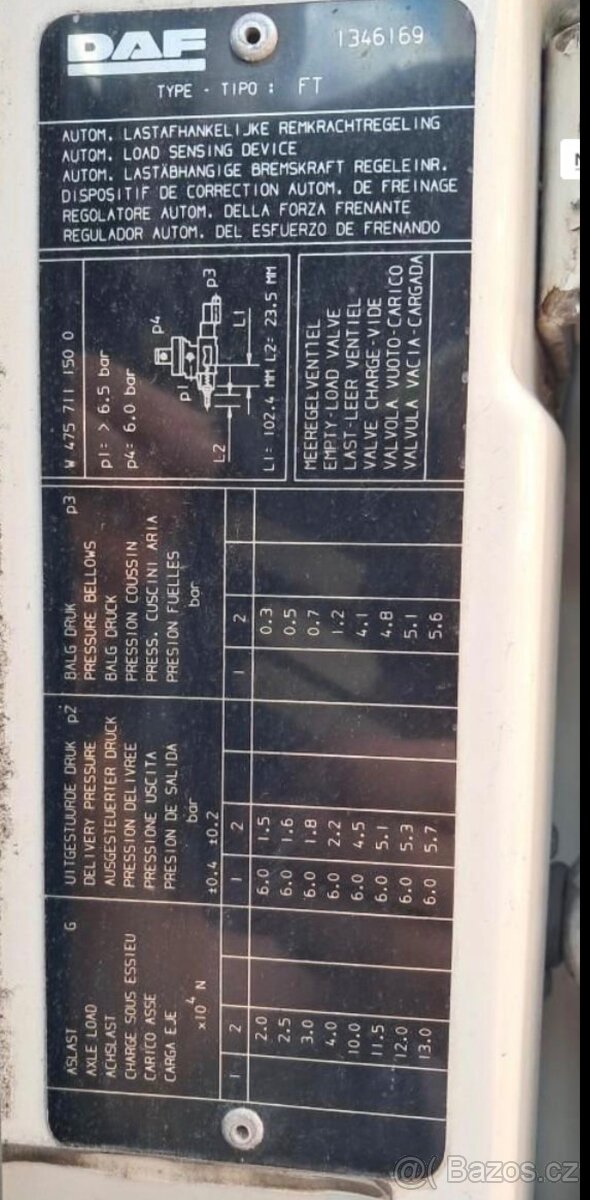 DAF
1346169
TYPE - TIPO : FT
AUTOM. LASTAFHANKELIJKE REMKRACHTREGELING
AUTOM. LOAD SENSING DEVICE
AUTOM. LASTÄBHANGIGE BREMSKRAFT REGELEINR.
DISPOSITIF DE CORRECTION AUTOM. DE FREINAGE
REGOLATORE AUTOM. DELLA FORZA FRENANTE
REGULADOR AUTOM. DEL ESFUERZO DE FRENANDO
W 475 711 150 0
p1= > 6.5 bar
p4= 6.0 bar
p1 p4 p3
L2 L1
L1= 102.4 MM L2= 23.5 MM
MEEREGELVENTIEL
EMPTY-LOAD VALVE
LAST-LEER VENTIEL
VALVE CHARGE-VIDE
VALVOLA VUOTO-CARICO
VALVULA VACIA-CARGADA
ASLAST G
AXLE LOAD
ACHSLAST
CHARGE SOUS ESSIEU
CARICO ASSE
CARGA EJE
x10⁴ N
UITGESTUURDE DRUK p2
DELIVERY PRESSURE
AUSGESTEUERTER DRUCK
PRESSION DELIVREE
PRESSIONE USCITA
PRESION DE SALIDA
bar
±0.4 ±0.2
BALG DRUK p3
PRESSURE BELLOWS
BALG DRUCK
PRESSION COUSSIN
PRESS. CUSCINI ARIA
PRESION FUELLES
bar
1 2 1 2 1 2
2.0 6.0 1.5 0.3
2.5 6.0 1.6 0.5
3.0 6.0 1.8 0.7
4.0 6.0 2.2 1.2
10.0 6.0 4.5 4.1
11.5 6.0 5.1 4.8
12.0 6.0 5.3 5.1
13.0 6.0 5.7 5.6
@Bazoš.cz